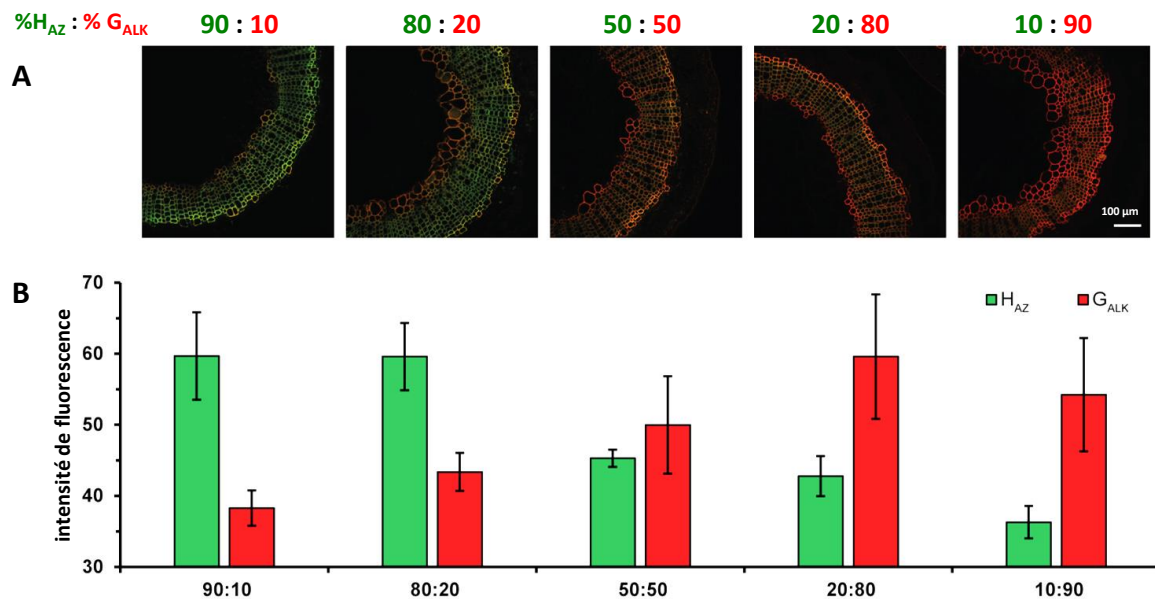 %HAZ : % GALK 90 : 10 80 : 20 50 : 50 20 : 80 10 : 90
A
100 µm
B
intensité de fluorescence
70
60
50
40
30
HAZ GALK
90:10 80:20 50:50 20:80 10:90